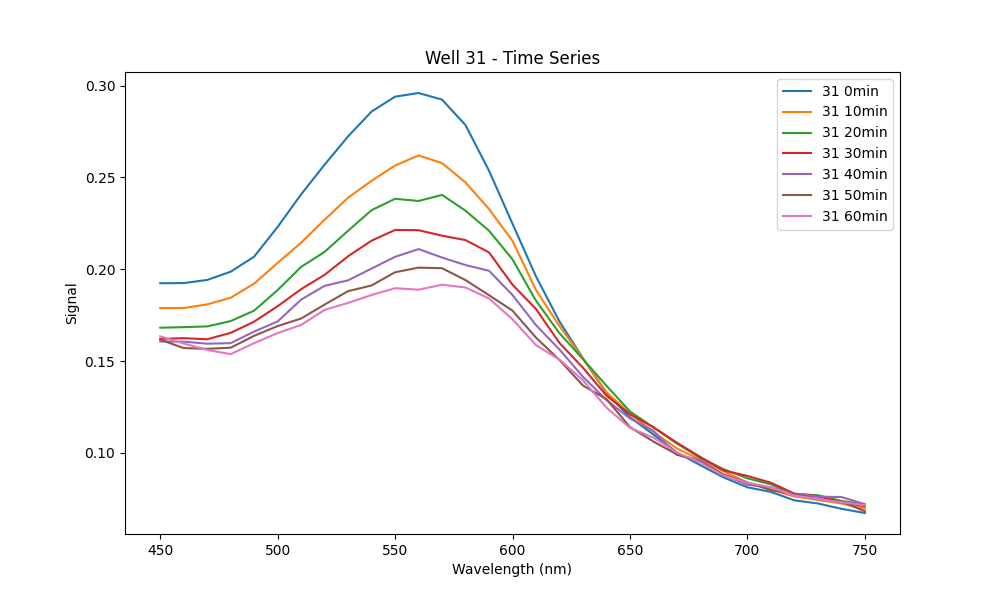 Well 31 - Time Series
Signal
0.30
0.25
0.20
0.15
0.10
31 0min
31 10min
31 20min
31 30min
31 40min
31 50min
31 60min
450
500
550
600
650
700
750
Wavelength (nm)